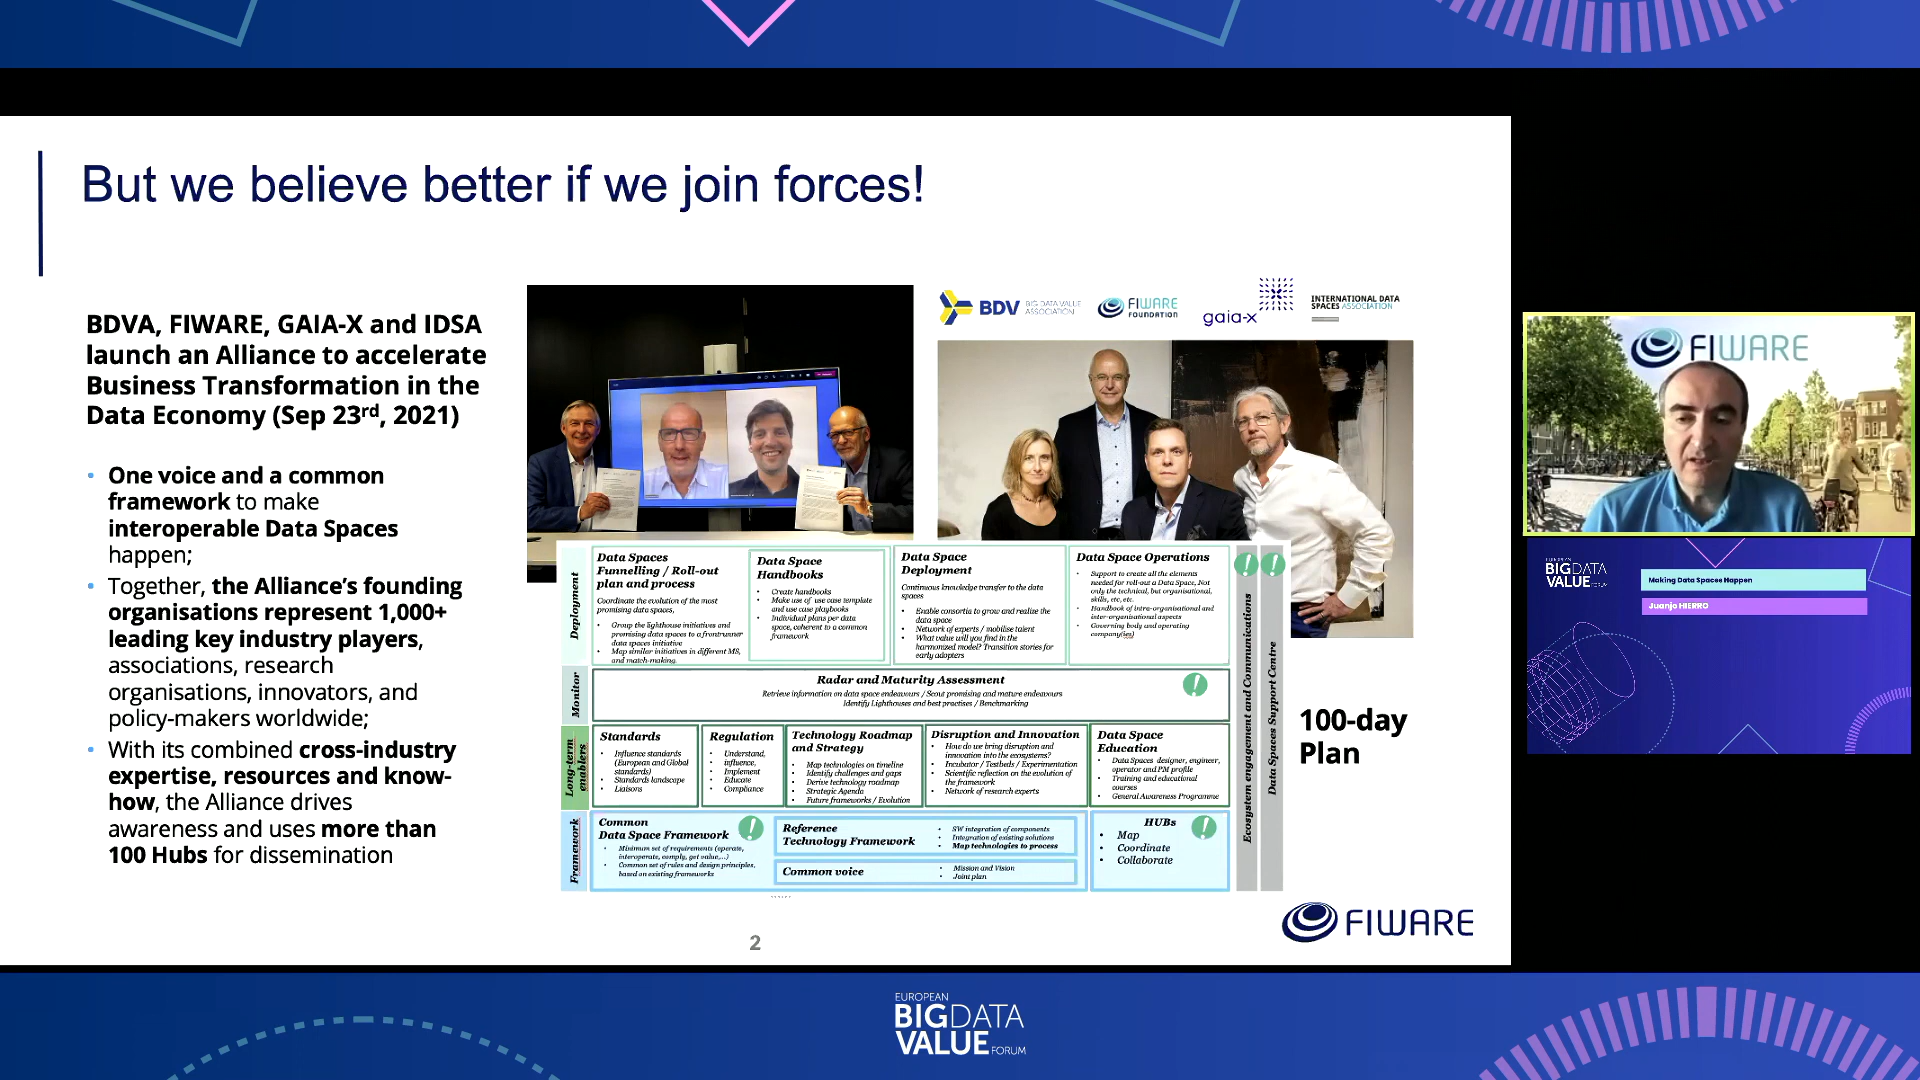 But we believe better if we join forces!
BDVA, FIWARE, GAIA-X and IDSA
launch an Alliance to accelerate
Business Transformation in the
Data Economy (Sep 23rd, 2021)
• One voice and a common
framework to make
interoperable Data Spaces
happen;
• Together, the Alliance’s founding
organisations represent 1,000+
leading key industry players,
associations, research
organisations, innovators, and
policy-makers worldwide;
• With its combined cross-industry
expertise, resources and know-
how, the Alliance drives
awareness and uses more than
100 Hubs for dissemination
BDV BIG DATA VALUE
ASSOCIATION
FIWARE
FOUNDATION
gaia-x
INTERNATIONAL DATA
SPACES ASSOCIATION
Deployment
Data Spaces
Funnelling / Roll-out
plan and process
Coordinate the evolution of the most
promising data spaces,
• Group the lighthouse initiatives and
promising data spaces to a frontrunner
data spaces initiative
• Map similar initiatives in different MS,
and match-making
Data Space
Handbooks
• Create handbooks
• Make use of use case template
and use case playbooks
• Individual plans per data
space, coherent to a common
framework
Data Space
Deployment
Continuous knowledge transfer to the data
spaces
• Enable consortia to grow and realise the
data space
• Network of experts / mobilise talent
• What value will you find in the
harmonized model? Transition stories for
early adopters
Data Space Operations
• Support to create all the elements
needed for roll-out a Data Space, Not
only the technical, but organisational,
skills, etc, etc.
• Handbook of intra-organisational and
inter-organisational aspects
• Governing body and operating
company(ies)
Monitor
Radar and Maturity Assessment
Retrieve information on data space endeavours / Scout promising and mature endeavours
Identify Lighthouses and best practises / Benchmarking
Long-term
enablers
Standards
• Influence standards
(European and Global
standards)
• Standards landscape
• Liaisons
Regulation
• Understand,
influence,
• Implement
• Educate
• Compliance
Technology Roadmap
and Strategy
• Map technologies on timeline
• Identify challenges and gaps
• Derive technology roadmap
• Strategic Agenda
• Future frameworks / Evolution
Disruption and Innovation
• How do we bring disruption and
innovation into the ecosystems?
• Incubator / Testbeds / Experimentation
• Scientific reflection on the evolution of
the framework
• Network of research experts
Data Space
Education
• Data Spaces designer, engineer,
operator and PM profile
• Training and educational
courses
• General Awareness Programme
Framework
Common
Data Space Framework
• Minimum set of requirements (operate,
interoperate, comply, get value,...)
• Common set of rules and design principles,
based on existing frameworks
Reference
Technology Framework
• SW integration of components
• Integration of existing solutions
• Map technologies to process
Common voice
• Mission and Vision
• Joint plan
HUBs
• Map
• Coordinate
• Collaborate
Ecosystem engagement and Communications
Data Spaces Support Centre
100-day
Plan
FIWARE
2
FIWARE
EUROPEAN
BIGDATA
VALUE FORUM
Making Data Spaces Happen
Juanjo HIERRO
EUROPEAN
BIGDATA
VALUE FORUM